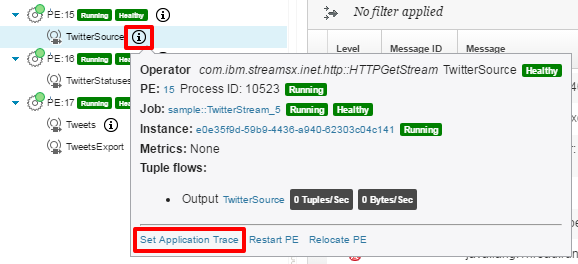 PE:15 Running Healthy
No filter applied
TwitterSource
Level Message ID Message
PE:16 Running
Operator com.ibm.streamsx.inet.http::HTTPGetStream TwitterSource Healthy
TwitterStatuses
PE: 15 Process ID: 10523 Running
PE:17 Running
Job: sample::TwitterStream_5 Running Healthy
Tweets
Instance: e0e35f9d-59b9-4436-a940-62303c04c141 Running
TweetsExport
Metrics: None
Tuple flows:
Output TwitterSource 0 Tuples/Sec 0 Bytes/Sec
Set Application Trace Restart PE Relocate PE